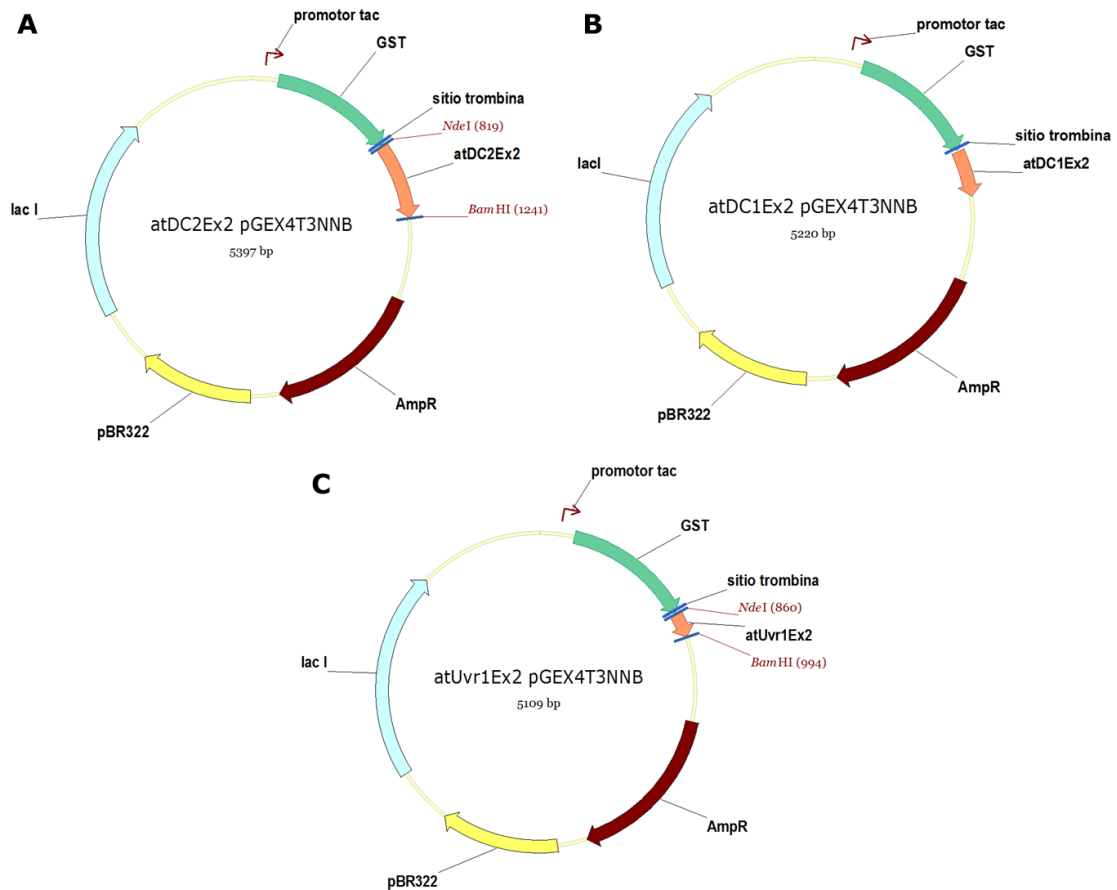 A
promotor tac
GST
sitio trombina
NdeI (819)
atDC2Ex2
BamHI (1241)
lac I
atDC2Ex2 pGEX4T3NNB
5397 bp
AmpR
pBR322
B
promotor tac
GST
sitio trombina
atDC1Ex2
lacI
atDC1Ex2 pGEX4T3NNB
5220 bp
AmpR
pBR322
C
promotor tac
GST
sitio trombina
NdeI (860)
atUvr1Ex2
BamHI (994)
lac I
atUvr1Ex2 pGEX4T3NNB
5109 bp
AmpR
pBR322